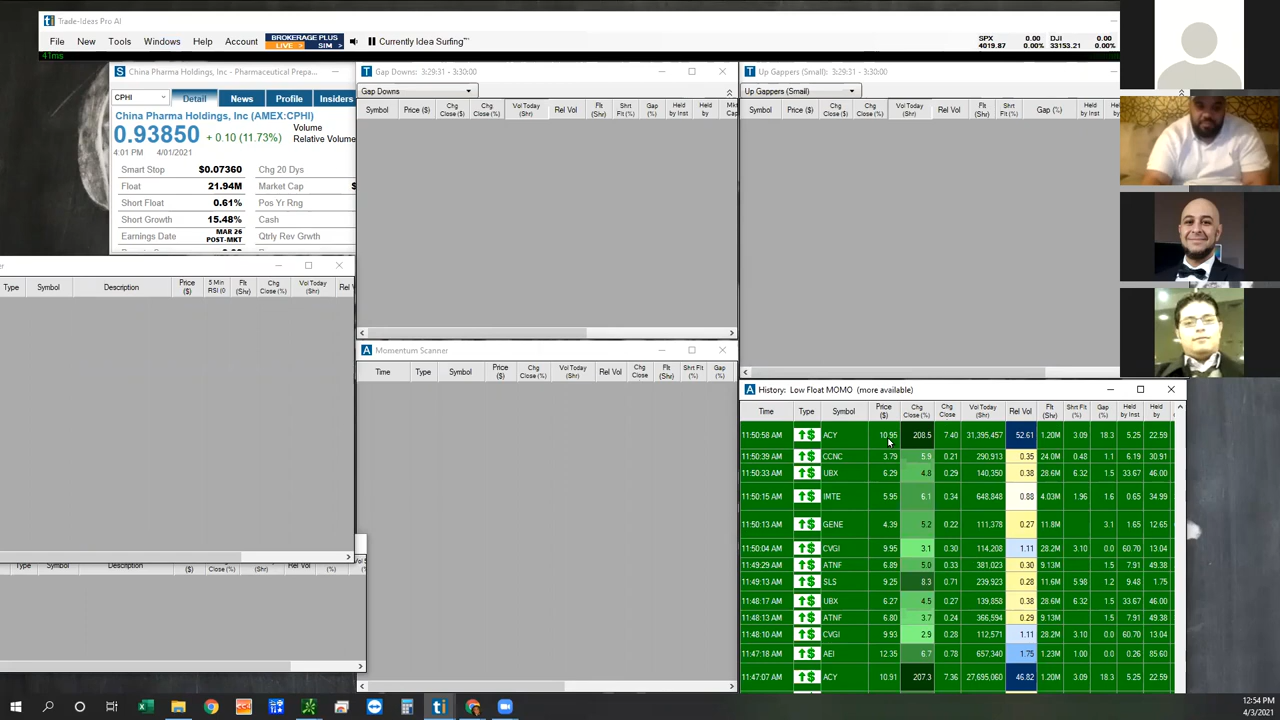 Trade-Ideas Pro AI
File New Tools Windows Help Account BROKERAGE PLUS LIVE SIM Currently Idea Surfing™
SPX 4019.87 0.00 0.00% DJI 33153.21 0.00 0.00%
41ms
China Pharma Holdings, Inc - Pharmaceutical Prepa...
CPHI Detail News Profile Insiders
China Pharma Holdings, Inc (AMEX:CPHI)
0.93850 + 0.10 (11.73%) Volume
Relative Volume
4:01 PM 4/01/2021
Smart Stop $0.07360 Chg 20 Dys
Float 21.94M Market Cap $
Short Float 0.61% Pos Yr Rng
Short Growth 15.48% Cash
Earnings Date MAR 26 POST-MKT Qtrly Rev Grwth
Gap Downs: 3:29:31 - 3:30:00
Gap Downs
Symbol Price ($) Chg Close ($) Chg Close (%) Vol Today (Shr) Rel Vol Flt (Shr) Shrt Flt (%) Gap (%) Held by Inst Held by Mkt Cap
Up Gappers (Small): 3:29:31 - 3:30:00
Up Gappers (Small)
Symbol Price ($) Chg Close ($) Chg Close (%) Vol Today (Shr) Rel Vol Flt (Shr) Shrt Flt (%) Gap (%) Held by Inst Held by
Type Symbol Description Price ($) 5 Min RSI (0 Flt (Shr) Chg Close (%) Vol Today (Shr) Rel V
Type Symbol Description ($) (Shr) Close (%) (Shr) Rel Vol (%)
Momentum Scanner
Time Type Symbol Price ($) Chg Close (%) Vol Today (Shr) Rel Vol Chg Close Flt (Shr) Shrt Flt (%) Gap (%)
History: Low Float MOMO (more available)
Time Type Symbol Price ($) Chg Close (%) Chg Close Vol Today (Shr) Rel Vol Flt (Shr) Shrt Flt (%) Gap (%) Held by Inst Held by
11:50:58 AM ACY 10.95 208.5 7.40 31,395,457 52.61 1.20M 3.09 18.3 5.25 22.59
11:50:39 AM CCNC 3.79 5.9 0.21 290,913 0.35 24.0M 0.48 1.1 6.19 30.91
11:50:33 AM UBX 6.29 4.8 0.29 140,350 0.38 28.6M 6.32 1.5 33.67 46.00
11:50:15 AM IMTE 5.95 6.1 0.34 648,848 0.88 4.03M 1.96 1.6 0.65 34.99
11:50:13 AM GENE 4.39 5.2 0.22 111,378 0.27 11.8M 3.1 1.65 12.65
11:50:04 AM CVGI 9.95 3.1 0.30 114,208 1.11 28.2M 3.10 0.0 60.70 13.04
11:49:29 AM ATNF 6.89 5.0 0.33 381,023 0.30 9.13M 1.5 7.91 49.38
11:49:13 AM SLS 9.25 8.3 0.71 239,923 0.28 11.6M 5.98 1.2 9.48 1.75
11:48:17 AM UBX 6.27 4.5 0.27 139,858 0.38 28.6M 6.32 1.5 33.67 46.00
11:48:13 AM ATNF 6.80 3.7 0.24 366,594 0.29 9.13M 1.5 7.91 49.38
11:48:10 AM CVGI 9.93 2.9 0.28 112,571 1.11 28.2M 3.10 0.0 60.70 13.04
11:47:18 AM AEI 12.35 6.7 0.78 657,340 1.75 1.23M 1.00 0.0 0.26 85.60
11:47:07 AM ACY 10.91 207.3 7.36 27,695,060 46.82 1.20M 3.09 18.3 5.25 22.59
12:54 PM
4/3/2021